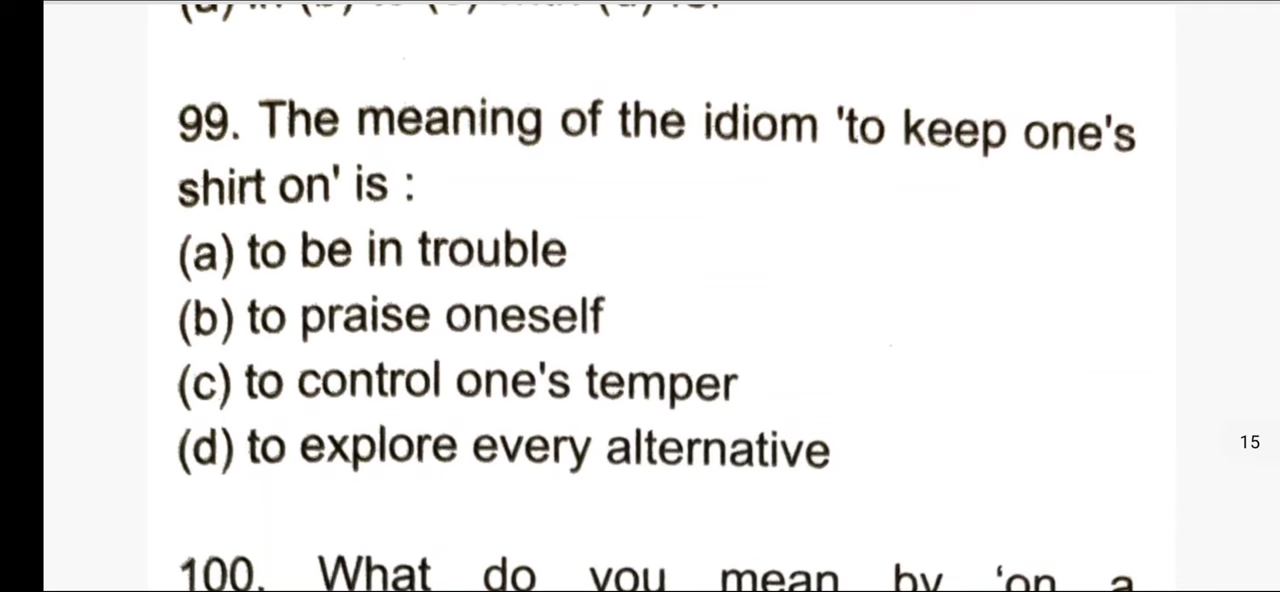 99. The meaning of the idiom 'to keep one's
shirt on' is :
(a) to be in trouble
(b) to praise oneself
(c) to control one's temper
(d) to explore every alternative
15
100. What do you mean by 'on a